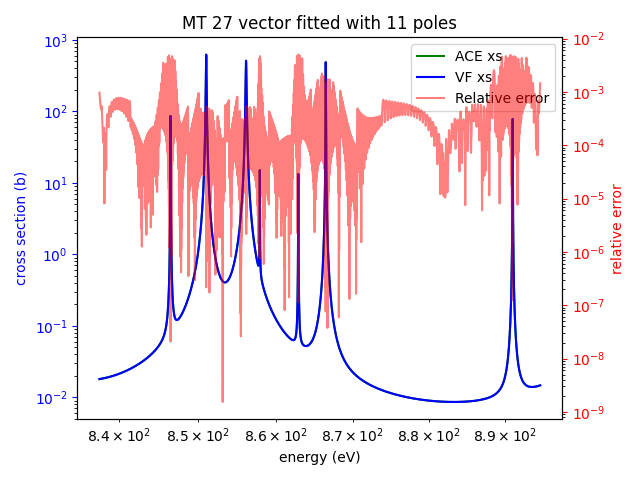 MT 27 vector fitted with 11 poles
ACE xs
VF xs
Relative error
10³
10²
10¹
10⁰
10⁻¹
10⁻²
cross section (b)
10⁻²
10⁻³
10⁻⁴
10⁻⁵
10⁻⁶
10⁻⁷
10⁻⁸
10⁻⁹
relative error
8.4 × 10² 8.5 × 10² 8.6 × 10² 8.7 × 10² 8.8 × 10² 8.9 × 10²
energy (eV)